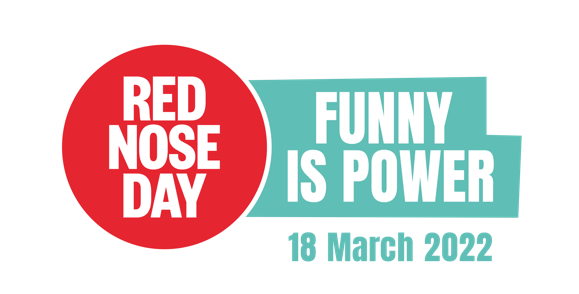 RED
NOSE
DAY
FUNNY
IS POWER
18 March 2022